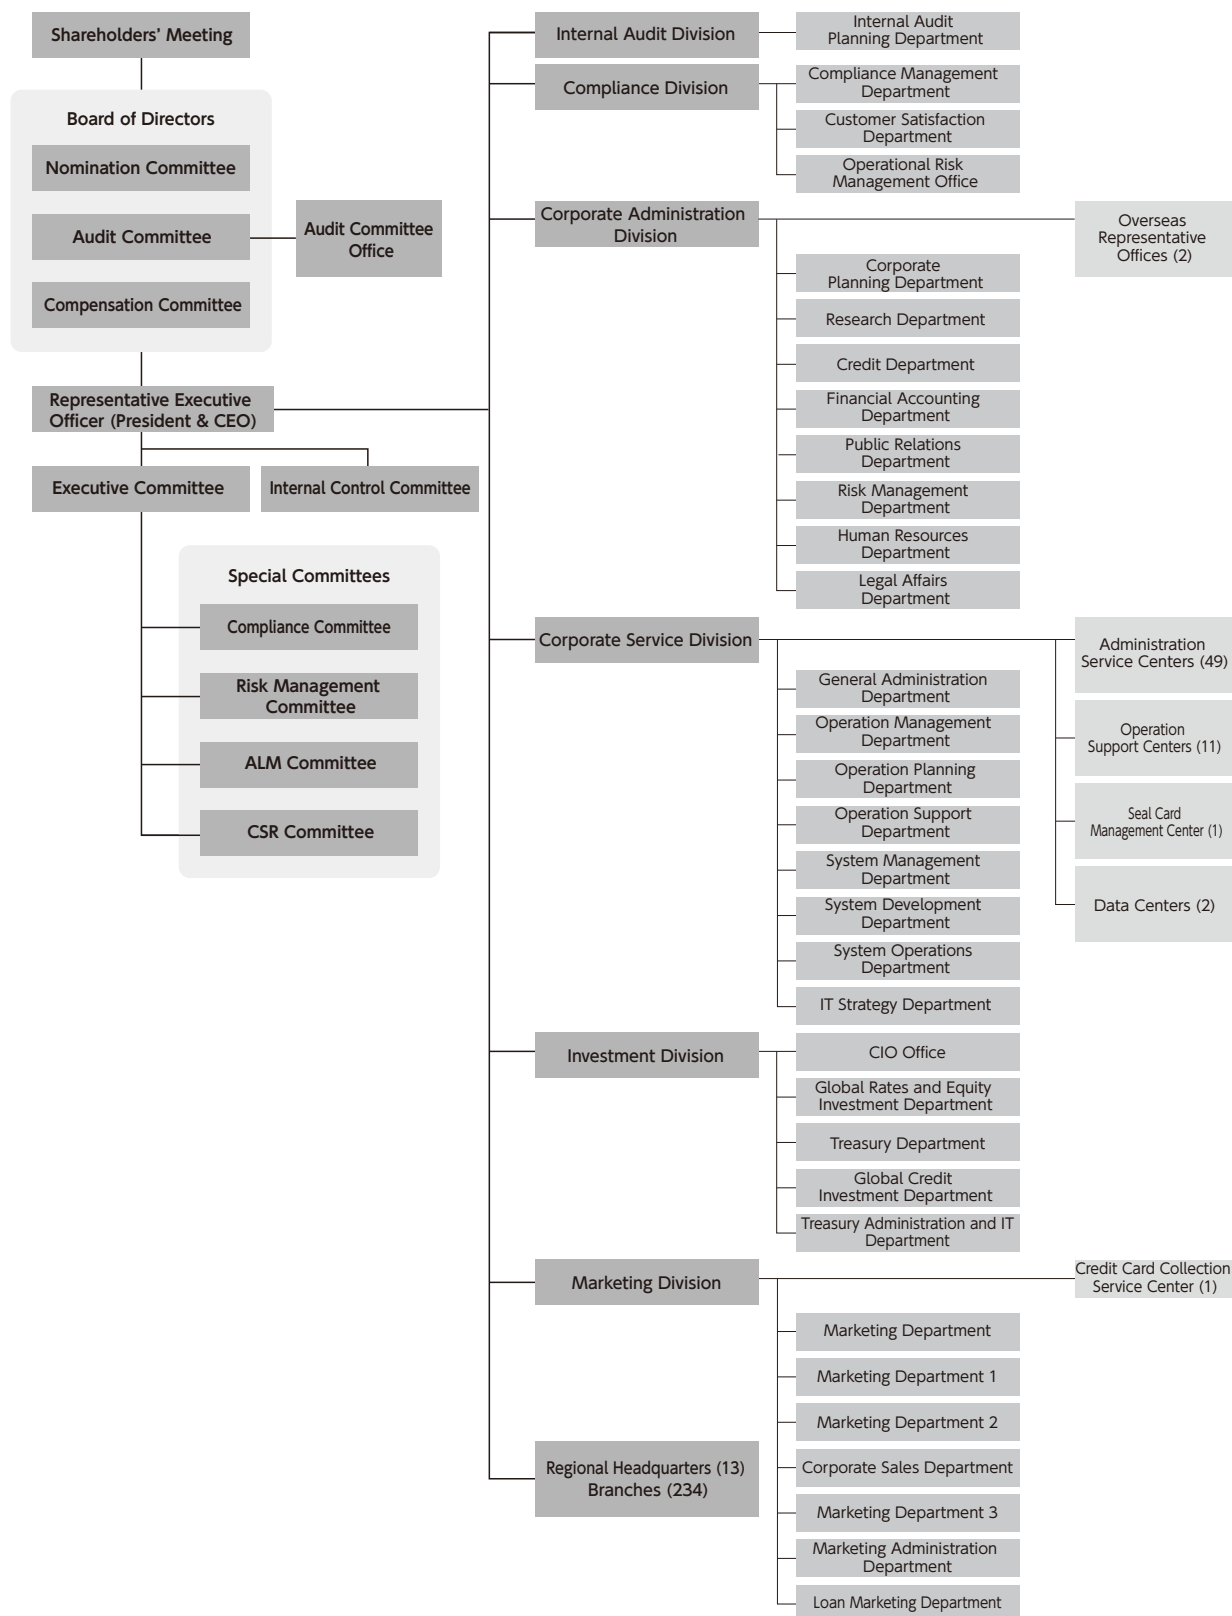 Shareholders' Meeting
Board of Directors
Nomination Committee
Audit Committee
Compensation Committee
Audit Committee
Office
Representative Executive
Officer (President & CEO)
Executive Committee
Internal Control Committee
Special Committees
Compliance Committee
Risk Management
Committee
ALM Committee
CSR Committee
Internal Audit Division
Internal Audit
Planning Department
Compliance Division
Compliance Management
Department
Customer Satisfaction
Department
Operational Risk
Management Office
Corporate Administration
Division
Overseas
Representative
Offices (2)
Corporate
Planning Department
Research Department
Credit Department
Financial Accounting
Department
Public Relations
Department
Risk Management
Department
Human Resources
Department
Legal Affairs
Department
Corporate Service Division
General Administration
Department
Operation Management
Department
Operation Planning
Department
Operation Support
Department
System Management
Department
System Development
Department
System Operations
Department
IT Strategy Department
Administration
Service Centers (49)
Operation
Support Centers (11)
Seal Card
Management Center (1)
Data Centers (2)
Investment Division
CIO Office
Global Rates and Equity
Investment Department
Treasury Department
Global Credit
Investment Department
Treasury Administration and IT
Department
Marketing Division
Credit Card Collection
Service Center (1)
Marketing Department
Marketing Department 1
Marketing Department 2
Corporate Sales Department
Marketing Department 3
Marketing Administration
Department
Loan Marketing Department
Regional Headquarters (13)
Branches (234)